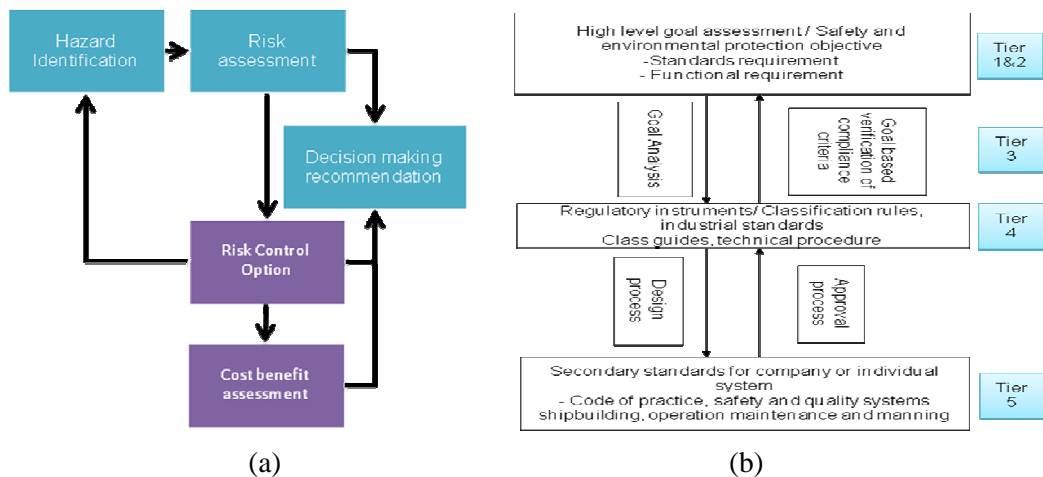 Hazard
Identification
Risk
assessment
Decision making
recommendation
Risk Control
Option
Cost benefit
assessment
(a)
High level goal assessment / Safety and
environmental protection objective
-Standards requirement
- Functional requirement
Tier
1&2
Goal Analysis
Goal based
verification of
compliance
criteria
Tier
3
Regulatory instruments/ Classification rules,
industrial standards
Class guides, technical procedure
Tier
4
Design
process
Approval
process
Secondary standards for company or individual
system
- Code of practice, safety and quality systems
shipbuilding, operation maintenance and manning
Tier
5
(b)